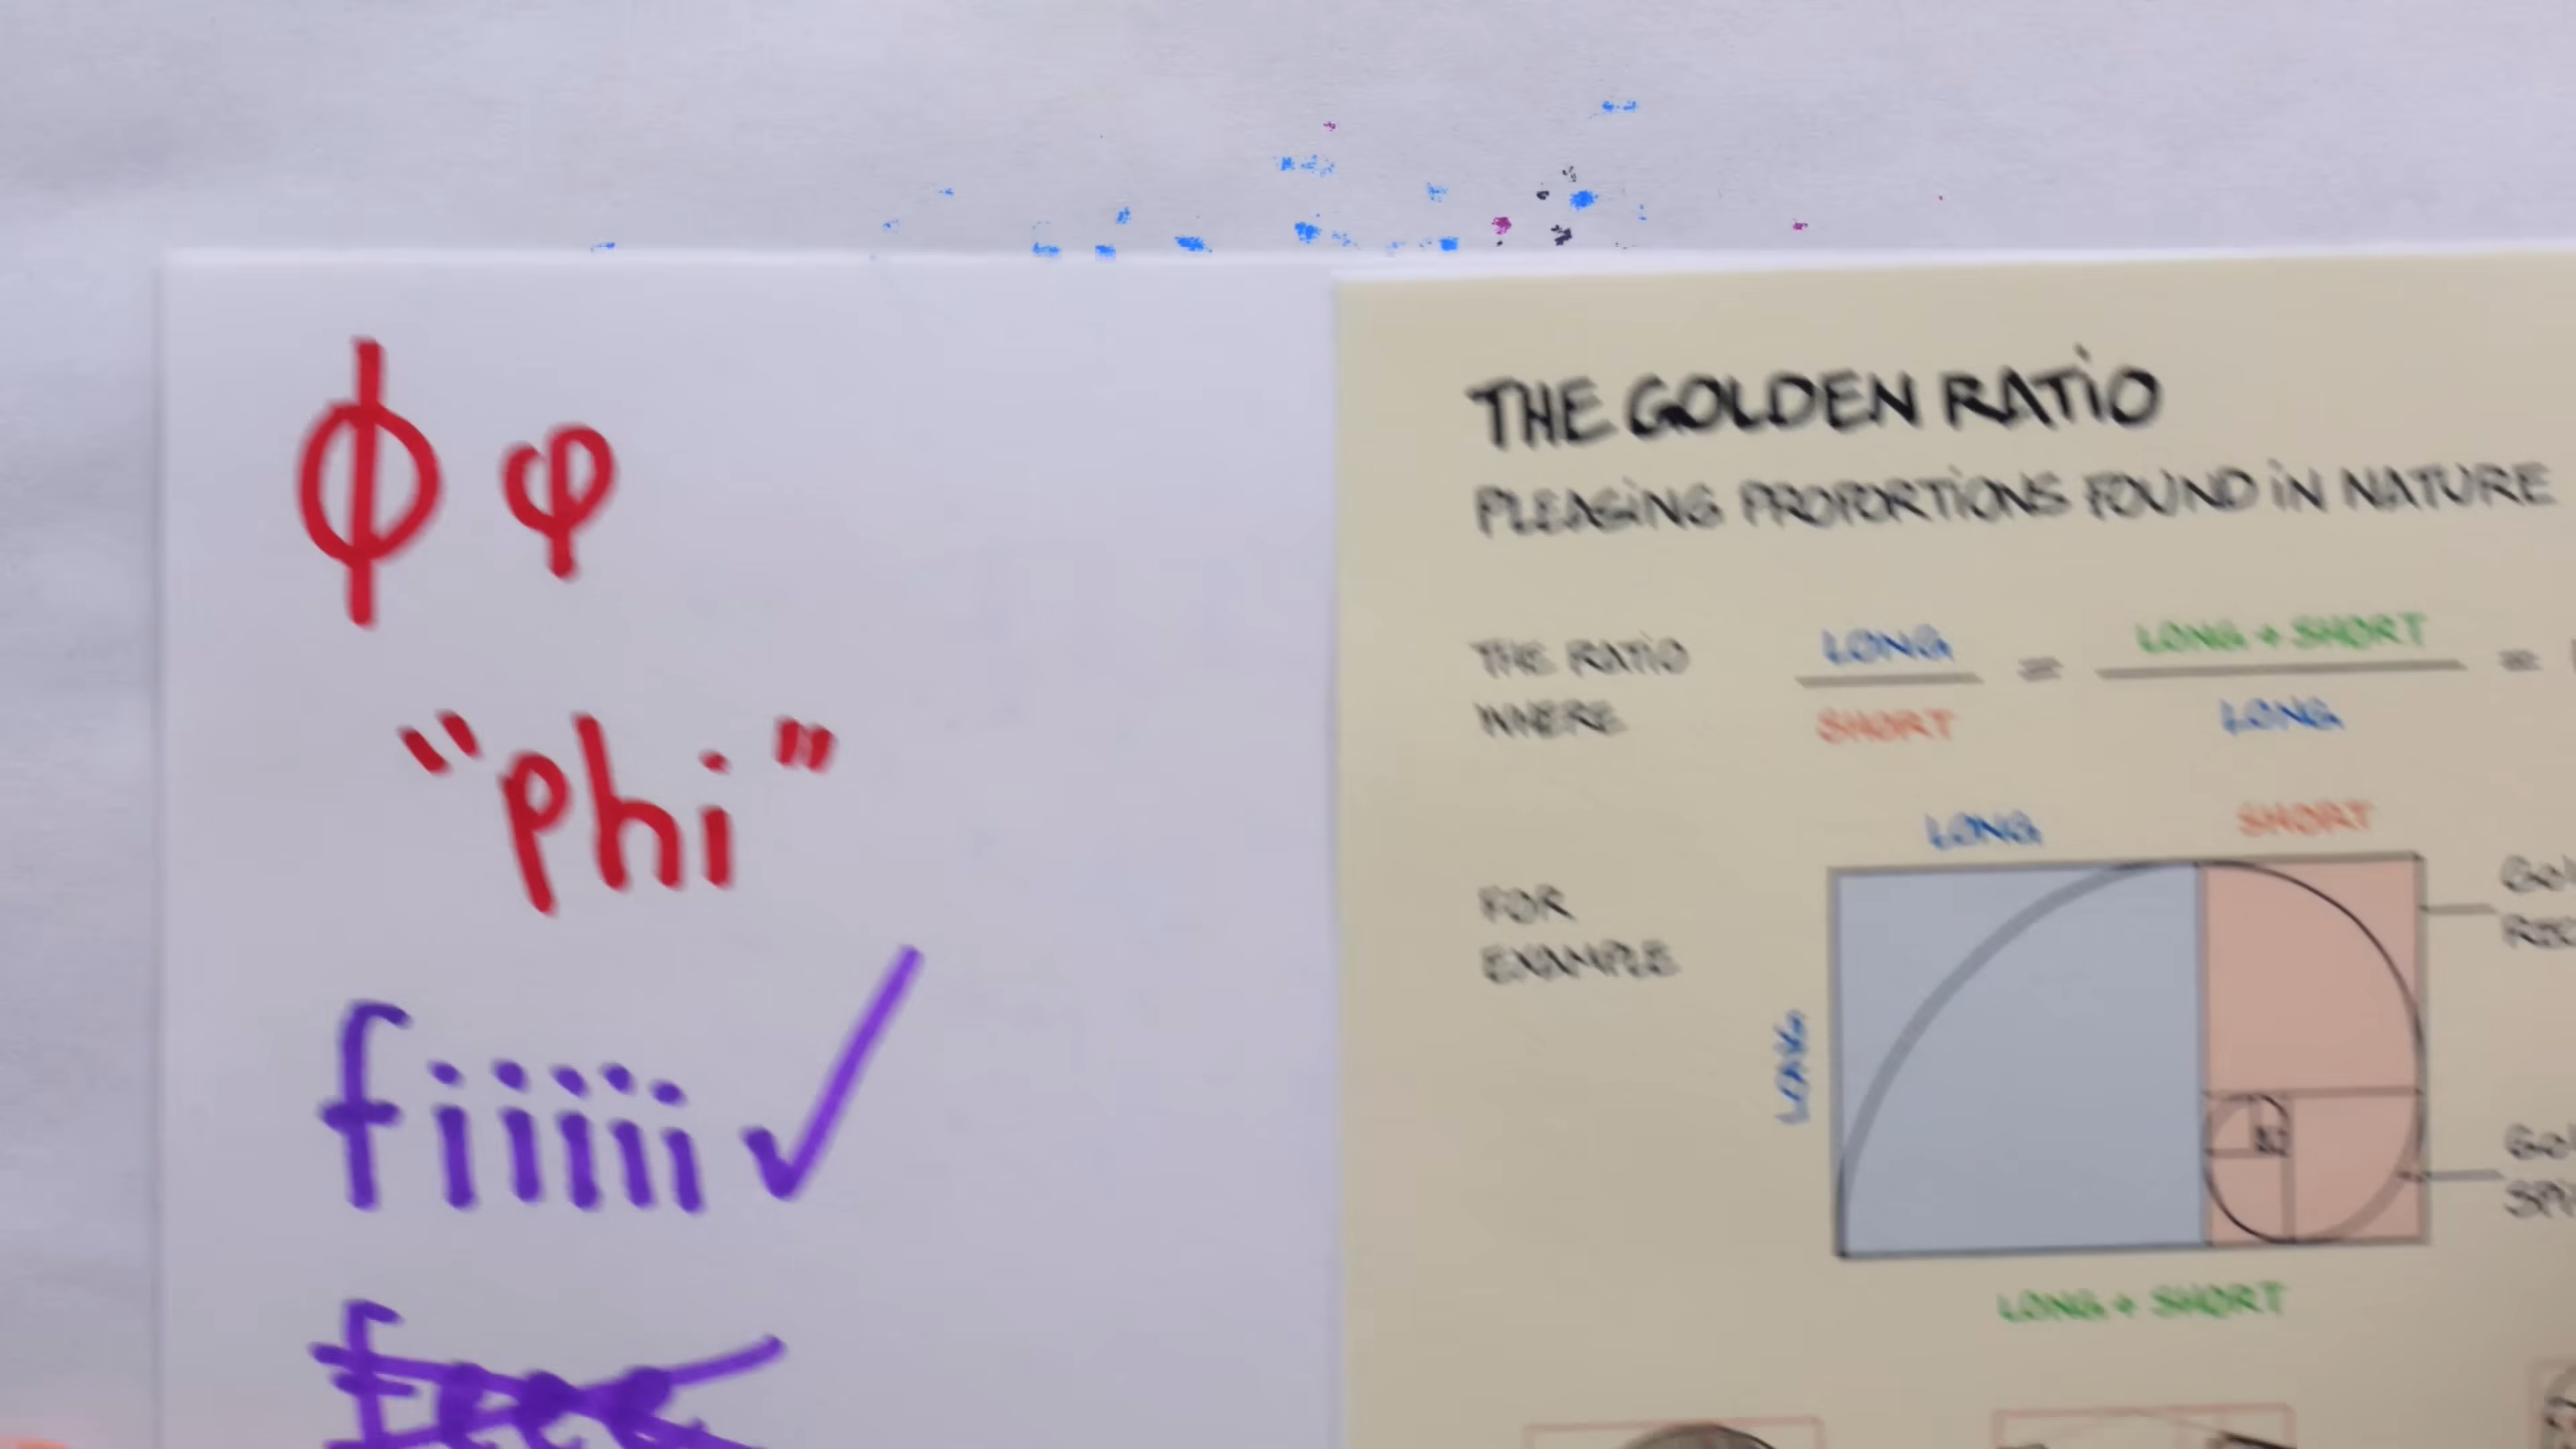 Φ φ
"phi"
fiiiii
THE GOLDEN RATIO
PLEASING PROPORTIONS FOUND IN NATURE
THE RATIO
WHERE
LONG
SHORT
=
LONG + SHORT
LONG
=
LONG
SHORT
FOR
EXAMPLE
LONG
LONG + SHORT